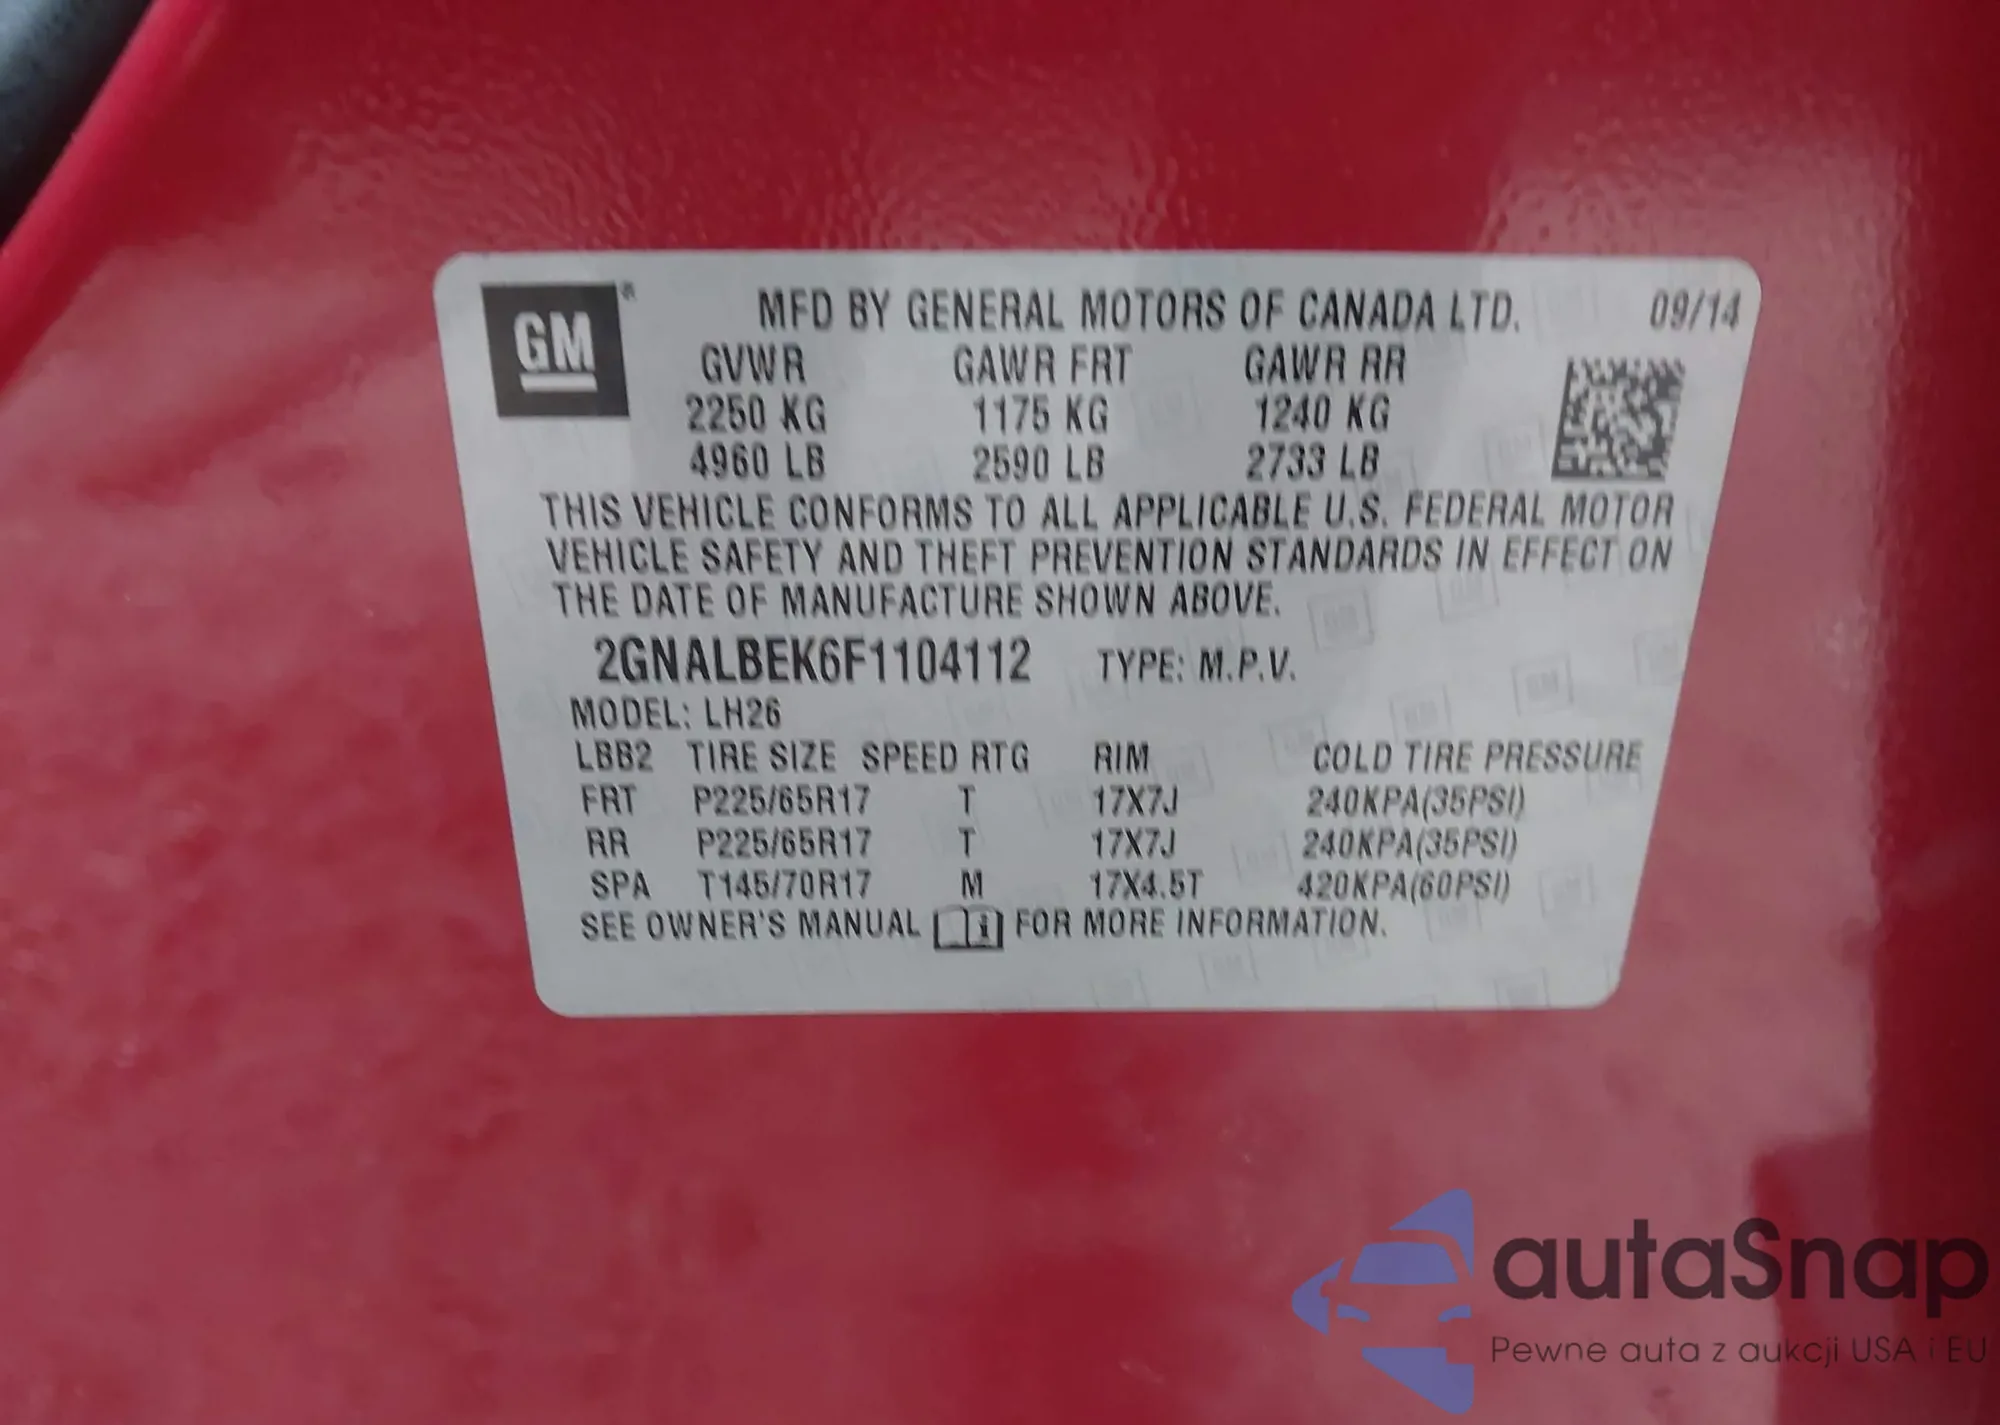 GM®
MFD BY GENERAL MOTORS OF CANADA LTD. 09/14
GVWR GAWR FRT GAWR RR
2250 KG 1175 KG 1240 KG
4960 LB 2590 LB 2733 LB
THIS VEHICLE CONFORMS TO ALL APPLICABLE U.S. FEDERAL MOTOR
VEHICLE SAFETY AND THEFT PREVENTION STANDARDS IN EFFECT ON
THE DATE OF MANUFACTURE SHOWN ABOVE.
2GNALBEK6F1104112 TYPE: M.P.V.
MODEL: LH26
LBB2 TIRE SIZE SPEED RTG RIM COLD TIRE PRESSURE
FRT P225/65R17 T 17X7J 240KPA(35PSI)
RR P225/65R17 T 17X7J 240KPA(35PSI)
SPA T145/70R17 M 17X4.5T 420KPA(60PSI)
SEE OWNER'S MANUAL i FOR MORE INFORMATION.
autaSnap
Pewne auta z aukcji USA i EU